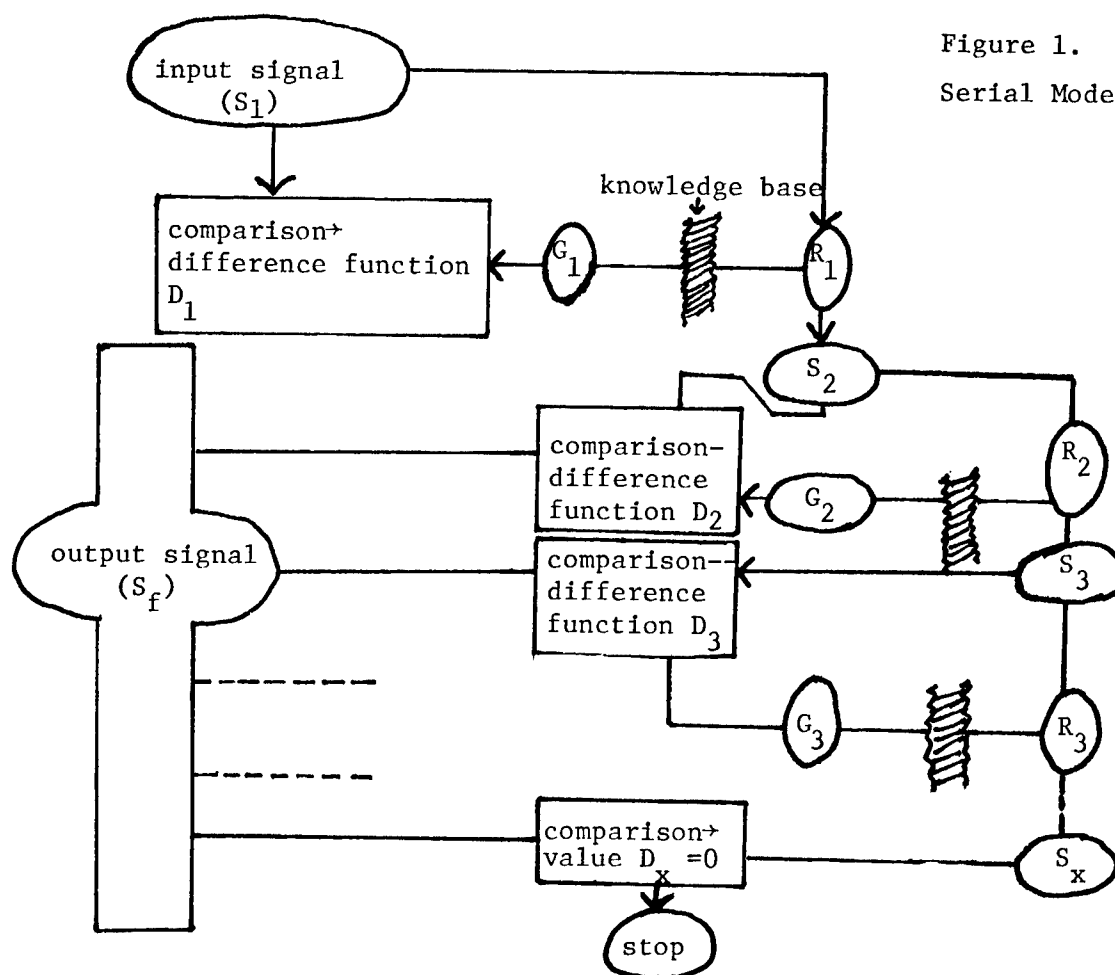 Figure 1.
Serial Mode
input signal
(S1)
knowledge base
comparison→
difference function
D1
G1
R1
S2
comparison-
difference
function D2
G2
R2
output signal
(Sf)
comparison--
difference
function D3
S3
G3
R3
comparison→
value Dx =0
Sx
stop